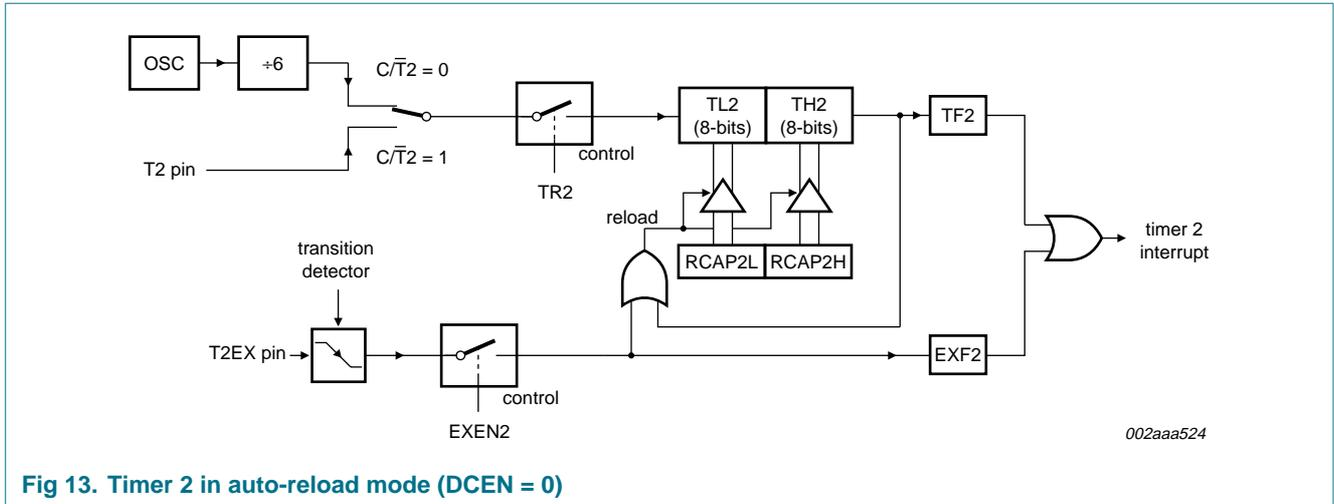 OSC
÷6
C/T̅2 = 0
T2 pin
C/T̅2 = 1
control
TR2
TL2
(8-bits)
TH2
(8-bits)
TF2
reload
RCAP2L
RCAP2H
timer 2
interrupt
transition
detector
T2EX pin
control
EXEN2
EXF2
002aaa524
Fig 13. Timer 2 in auto-reload mode (DCEN = 0)